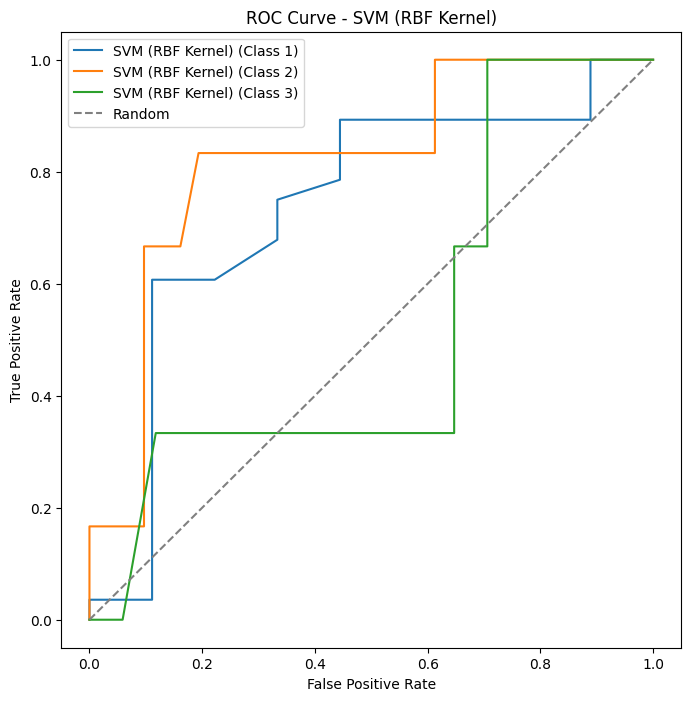 ROC Curve - SVM (RBF Kernel)
SVM (RBF Kernel) (Class 1)
SVM (RBF Kernel) (Class 2)
SVM (RBF Kernel) (Class 3)
Random
True Positive Rate
1.0
0.8
0.6
0.4
0.2
0.0
0.0 0.2 0.4 0.6 0.8 1.0
False Positive Rate